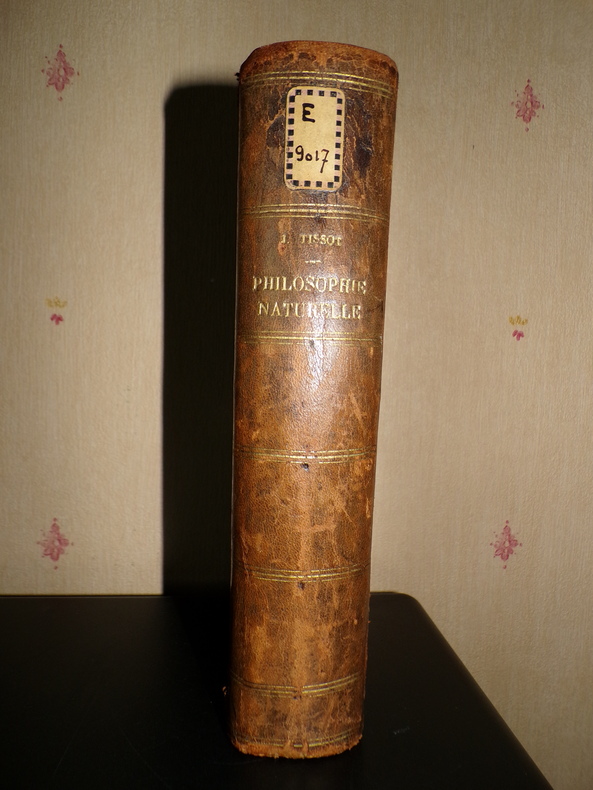 E
9017
J. TISSOT
PHILOSOPHIE
NATURELLE